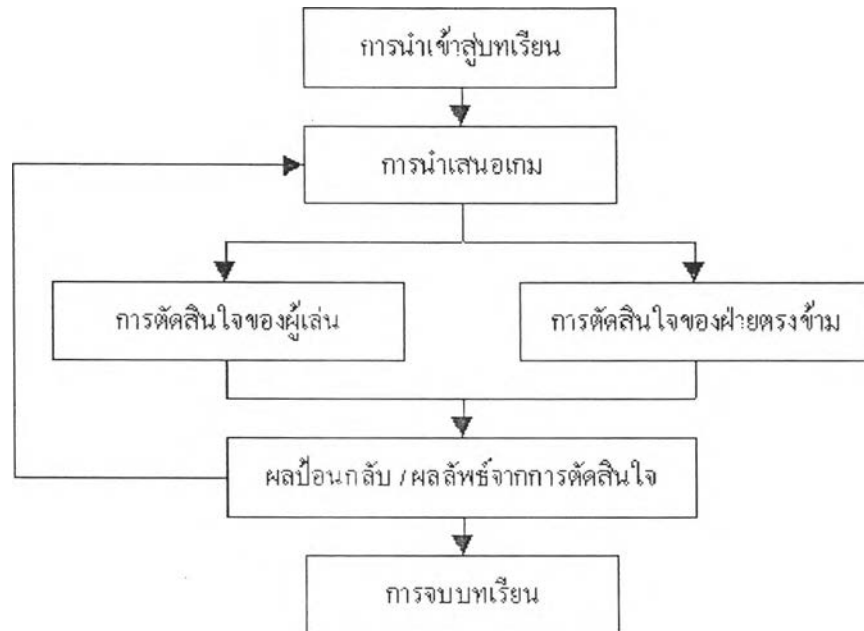 การนำเข้าสู่บทเรียน
การนำเสนอเกม
การตัดสินใจของผู้เล่น
การตัดสินใจของฝ่ายตรงข้าม
ผลป้อนกลับ / ผลลัพธ์จากการตัดสินใจ
การจบบทเรียน